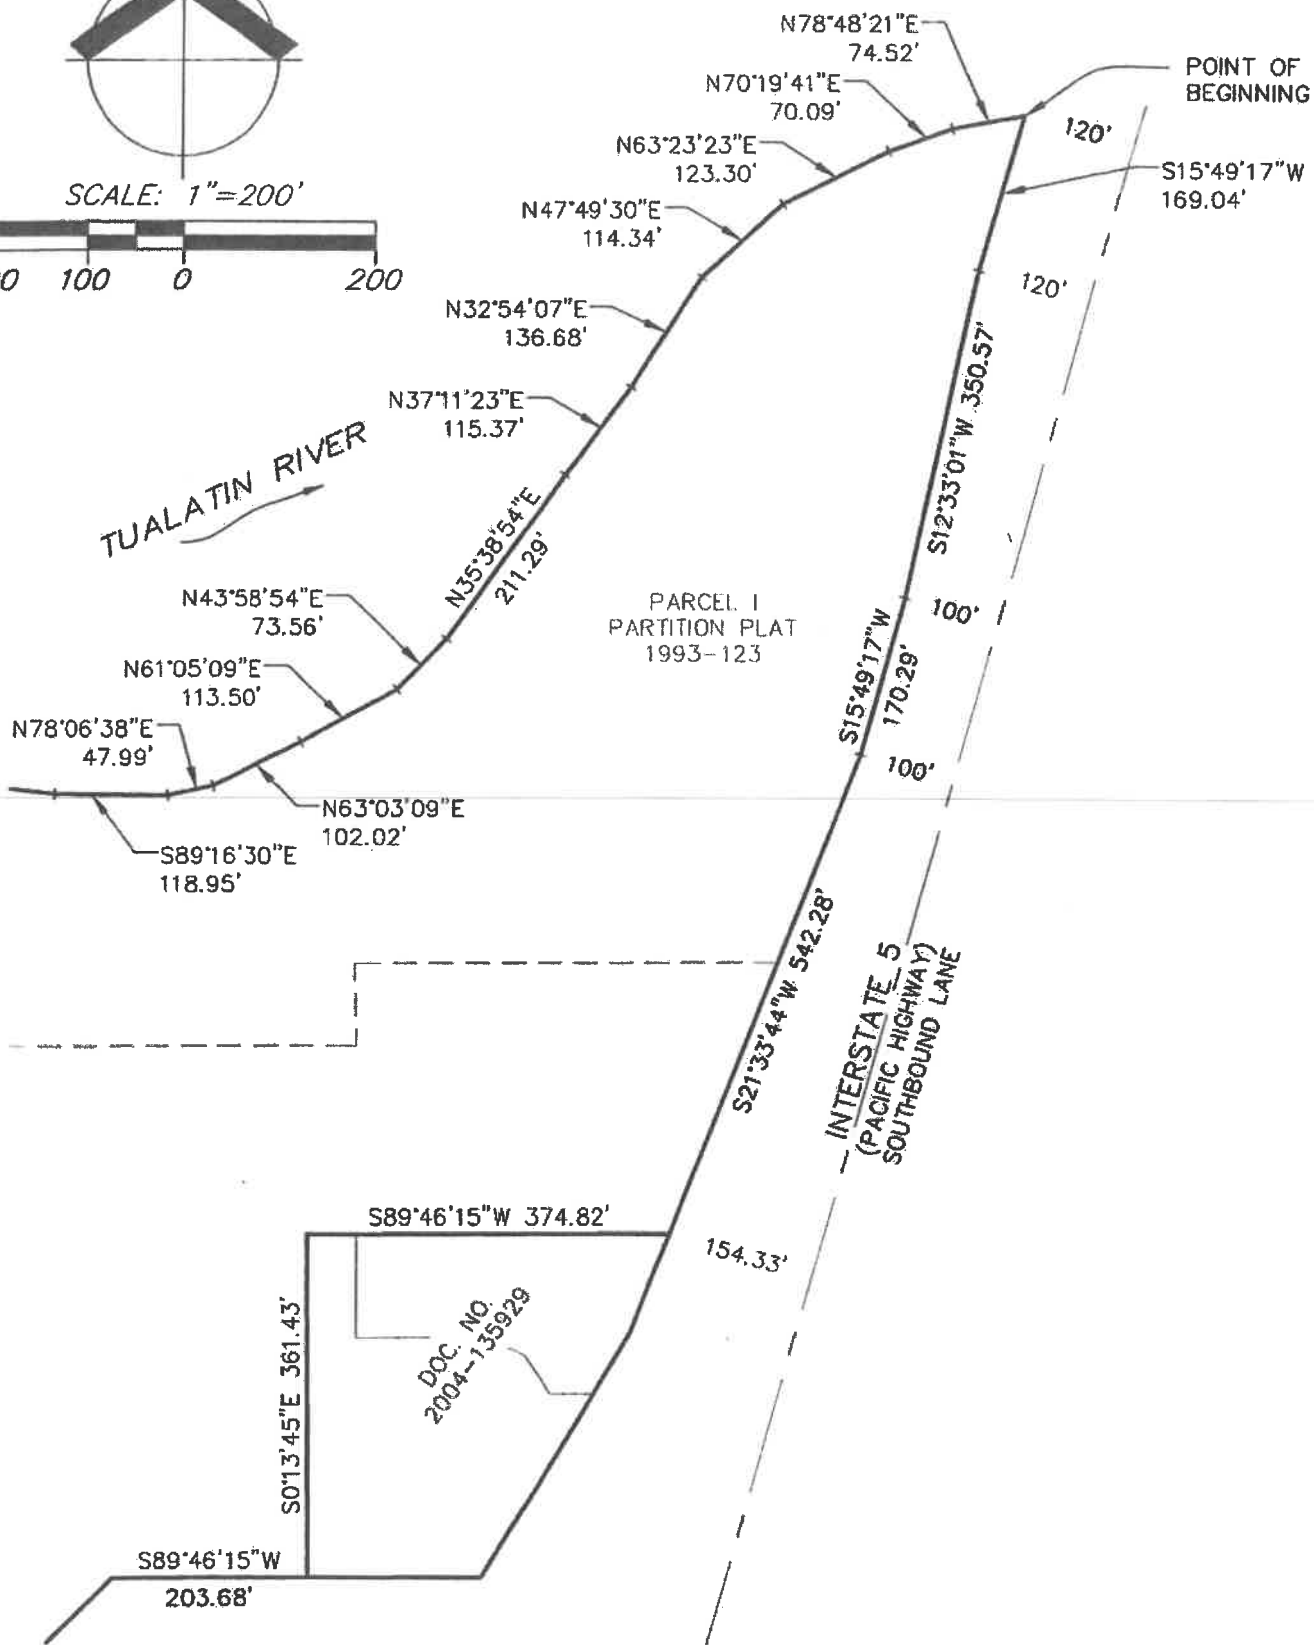 N78°48'21"E
74.52'
POINT OF
BEGINNING
N70°19'41"E
70.09'
120'
N63°23'23"E
123.30'
S15°49'17"W
169.04'
SCALE: 1"=200'
N47°49'30"E
114.34'
100 0 200
120'
N32°54'07"E
136.68'
S12°33'01"W 350.57'
N37°11'23"E
115.37'
TUALATIN RIVER
N35°38'54"E
211.29'
N43°58'54"E
73.56'
PARCEL I
PARTITION PLAT
1993-123
100'
S15°49'17"W
170.29'
N61°05'09"E
113.50'
N78°06'38"E
47.99'
100'
N63°03'09"E
102.02'
S89°16'30"E
118.95'
S21°33'44"W 542.28'
INTERSTATE 5
(PACIFIC HIGHWAY)
SOUTHBOUND LANE
S89°46'15"W 374.82'
154.33'
DOC. NO.
2004-135929
S0°13'45"E 361.43'
S89°46'15"W
203.68'